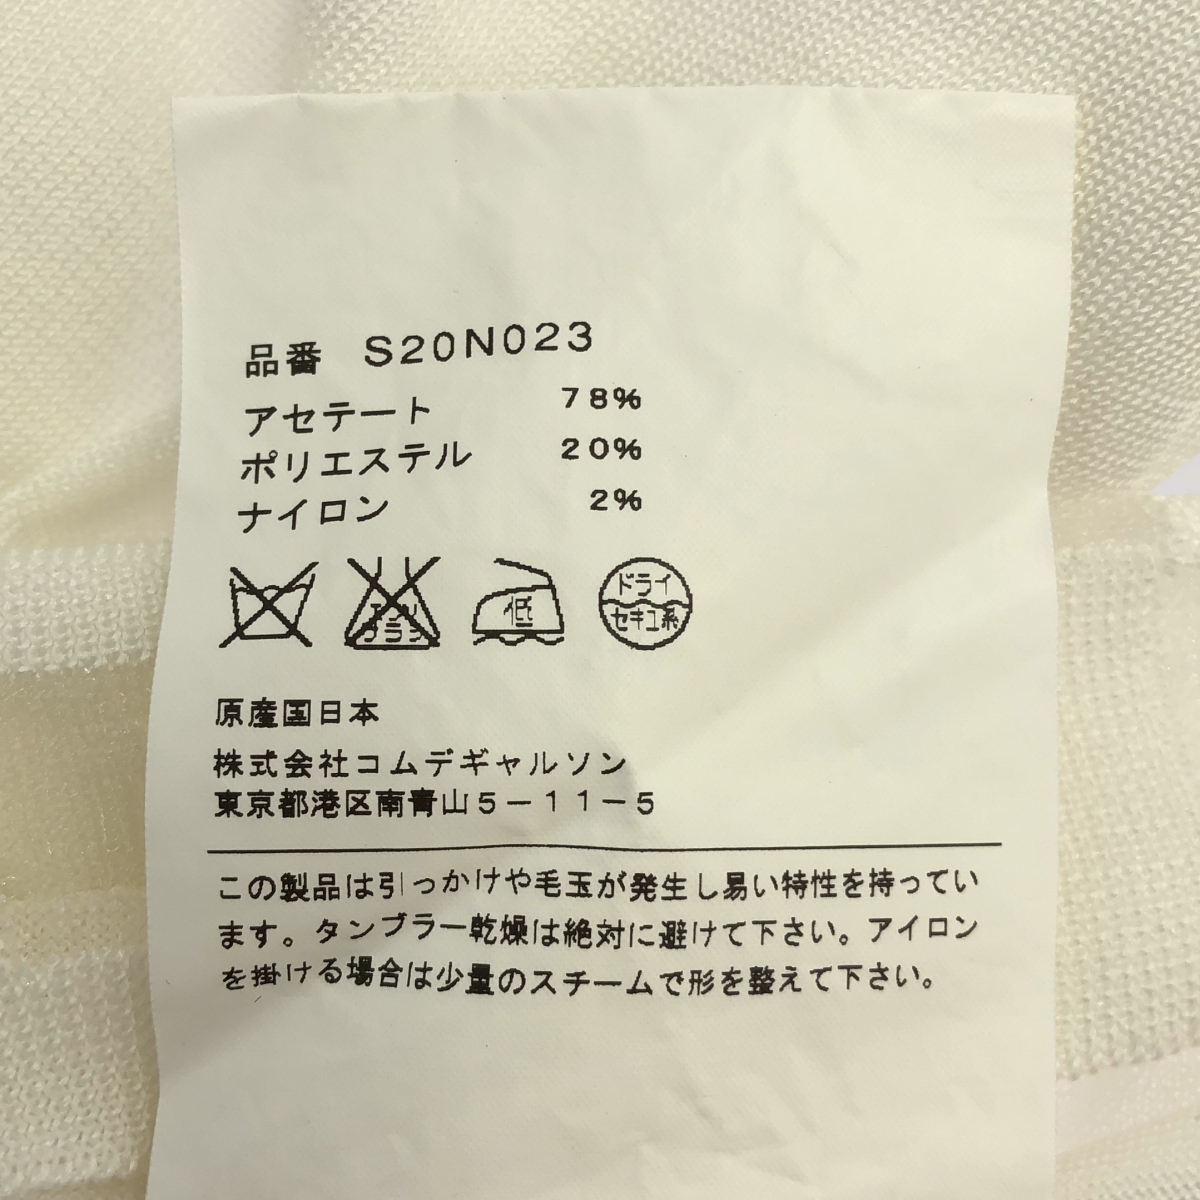 品番 S20N023
アセテート 78%
ポリエステル 20%
ナイロン 2%
エンソ
サラシ
低
ドライ
セキユ系
原産国日本
株式会社コムデギャルソン
東京都港区南青山5-11-5
この製品は引っかけや毛玉が発生し易い特性を持ってい
ます。タンブラー乾燥は絶対に避けて下さい。アイロン
を掛ける場合は少量のスチームで形を整えて下さい。